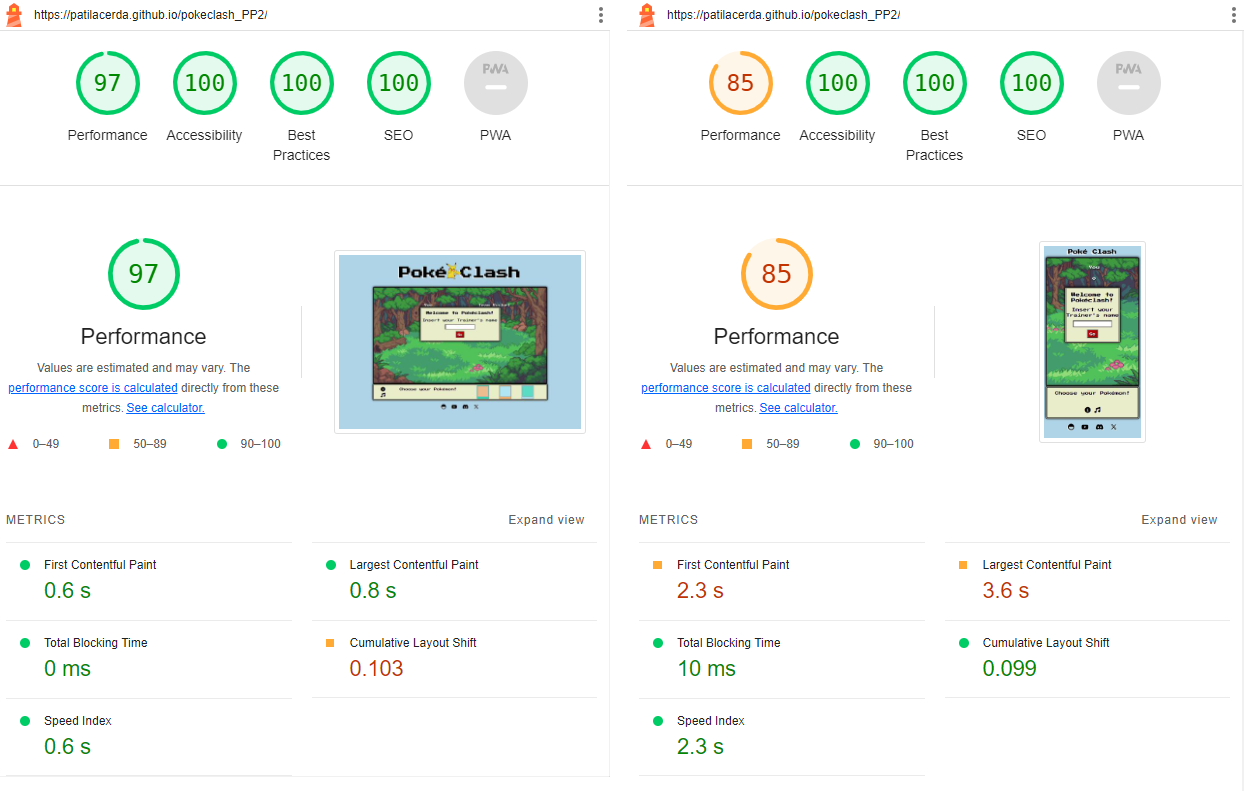 https://patilacerda.github.io/pokeclash_PP2/
97
100
100
100
PWA
Performance
Accessibility
Best
Practices
SEO
PWA
97
Performance
Values are estimated and may vary. The
performance score is calculated directly from these
metrics. See calculator.
0–49
50–89
90–100
Poké Clash
Welcome to Pokéclash!
Insert your Trainer's name
Go
Choose your Pokémon!
METRICS
Expand view
First Contentful Paint
0.6 s
Largest Contentful Paint
0.8 s
Total Blocking Time
0 ms
Cumulative Layout Shift
0.103
Speed Index
0.6 s
https://patilacerda.github.io/pokeclash_PP2/
85
100
100
100
PWA
Performance
Accessibility
Best
Practices
SEO
PWA
85
Performance
Values are estimated and may vary. The
performance score is calculated directly from these
metrics. See calculator.
0–49
50–89
90–100
Poké Clash
You
0
Welcome to
Pokéclash!
Insert your
Trainer's name
Go
Choose your Pokémon!
METRICS
Expand view
First Contentful Paint
2.3 s
Largest Contentful Paint
3.6 s
Total Blocking Time
10 ms
Cumulative Layout Shift
0.099
Speed Index
2.3 s